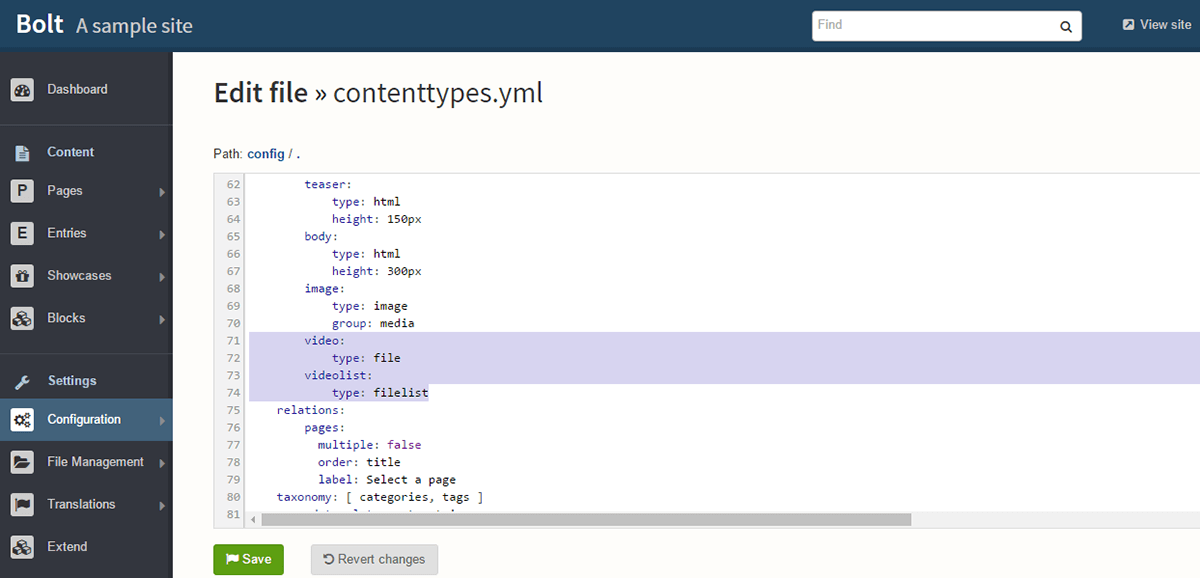 Bolt A sample site
Find
View site
Dashboard
Content
P Pages
E Entries
Showcases
Blocks
Settings
Configuration
File Management
Translations
Extend
Edit file » contenttypes.yml
Path: config / .
62 teaser:
63 type: html
64 height: 150px
65 body:
66 type: html
67 height: 300px
68 image:
69 type: image
70 group: media
71 video:
72 type: file
73 videolist:
74 type: filelist
75 relations:
76 pages:
77 multiple: false
78 order: title
79 label: Select a page
80 taxonomy: [ categories, tags ]
81
Save
Revert changes